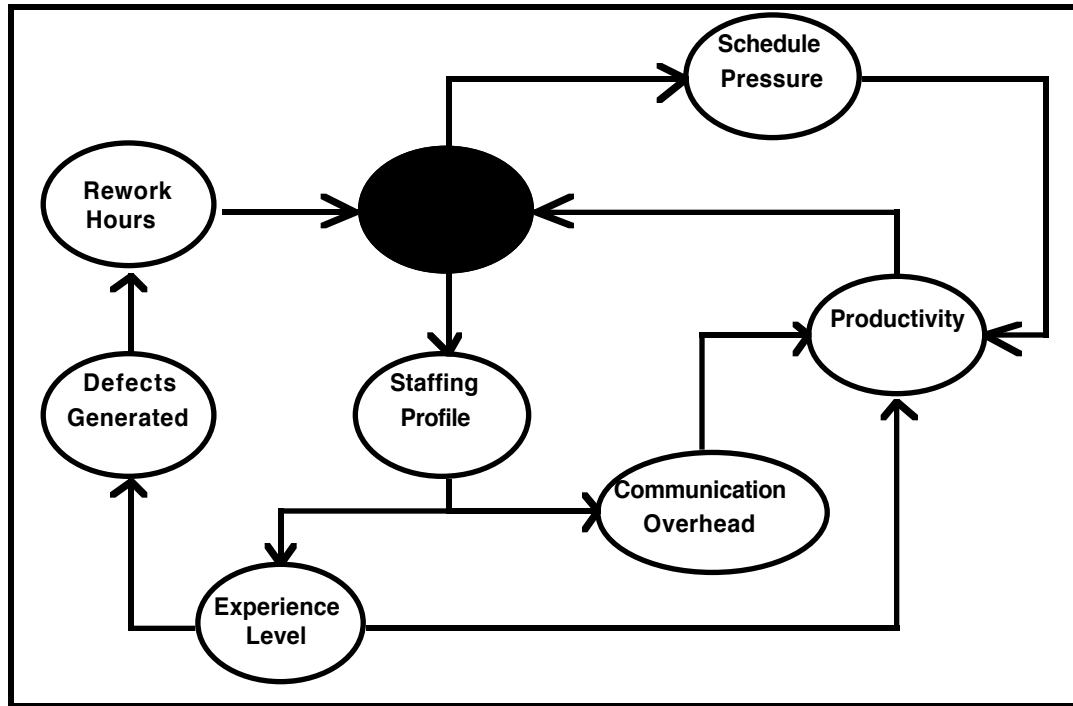 Schedule
Pressure
Rework
Hours
Productivity
Defects
Generated
Staffing
Profile
Communication
Overhead
Experience
Level